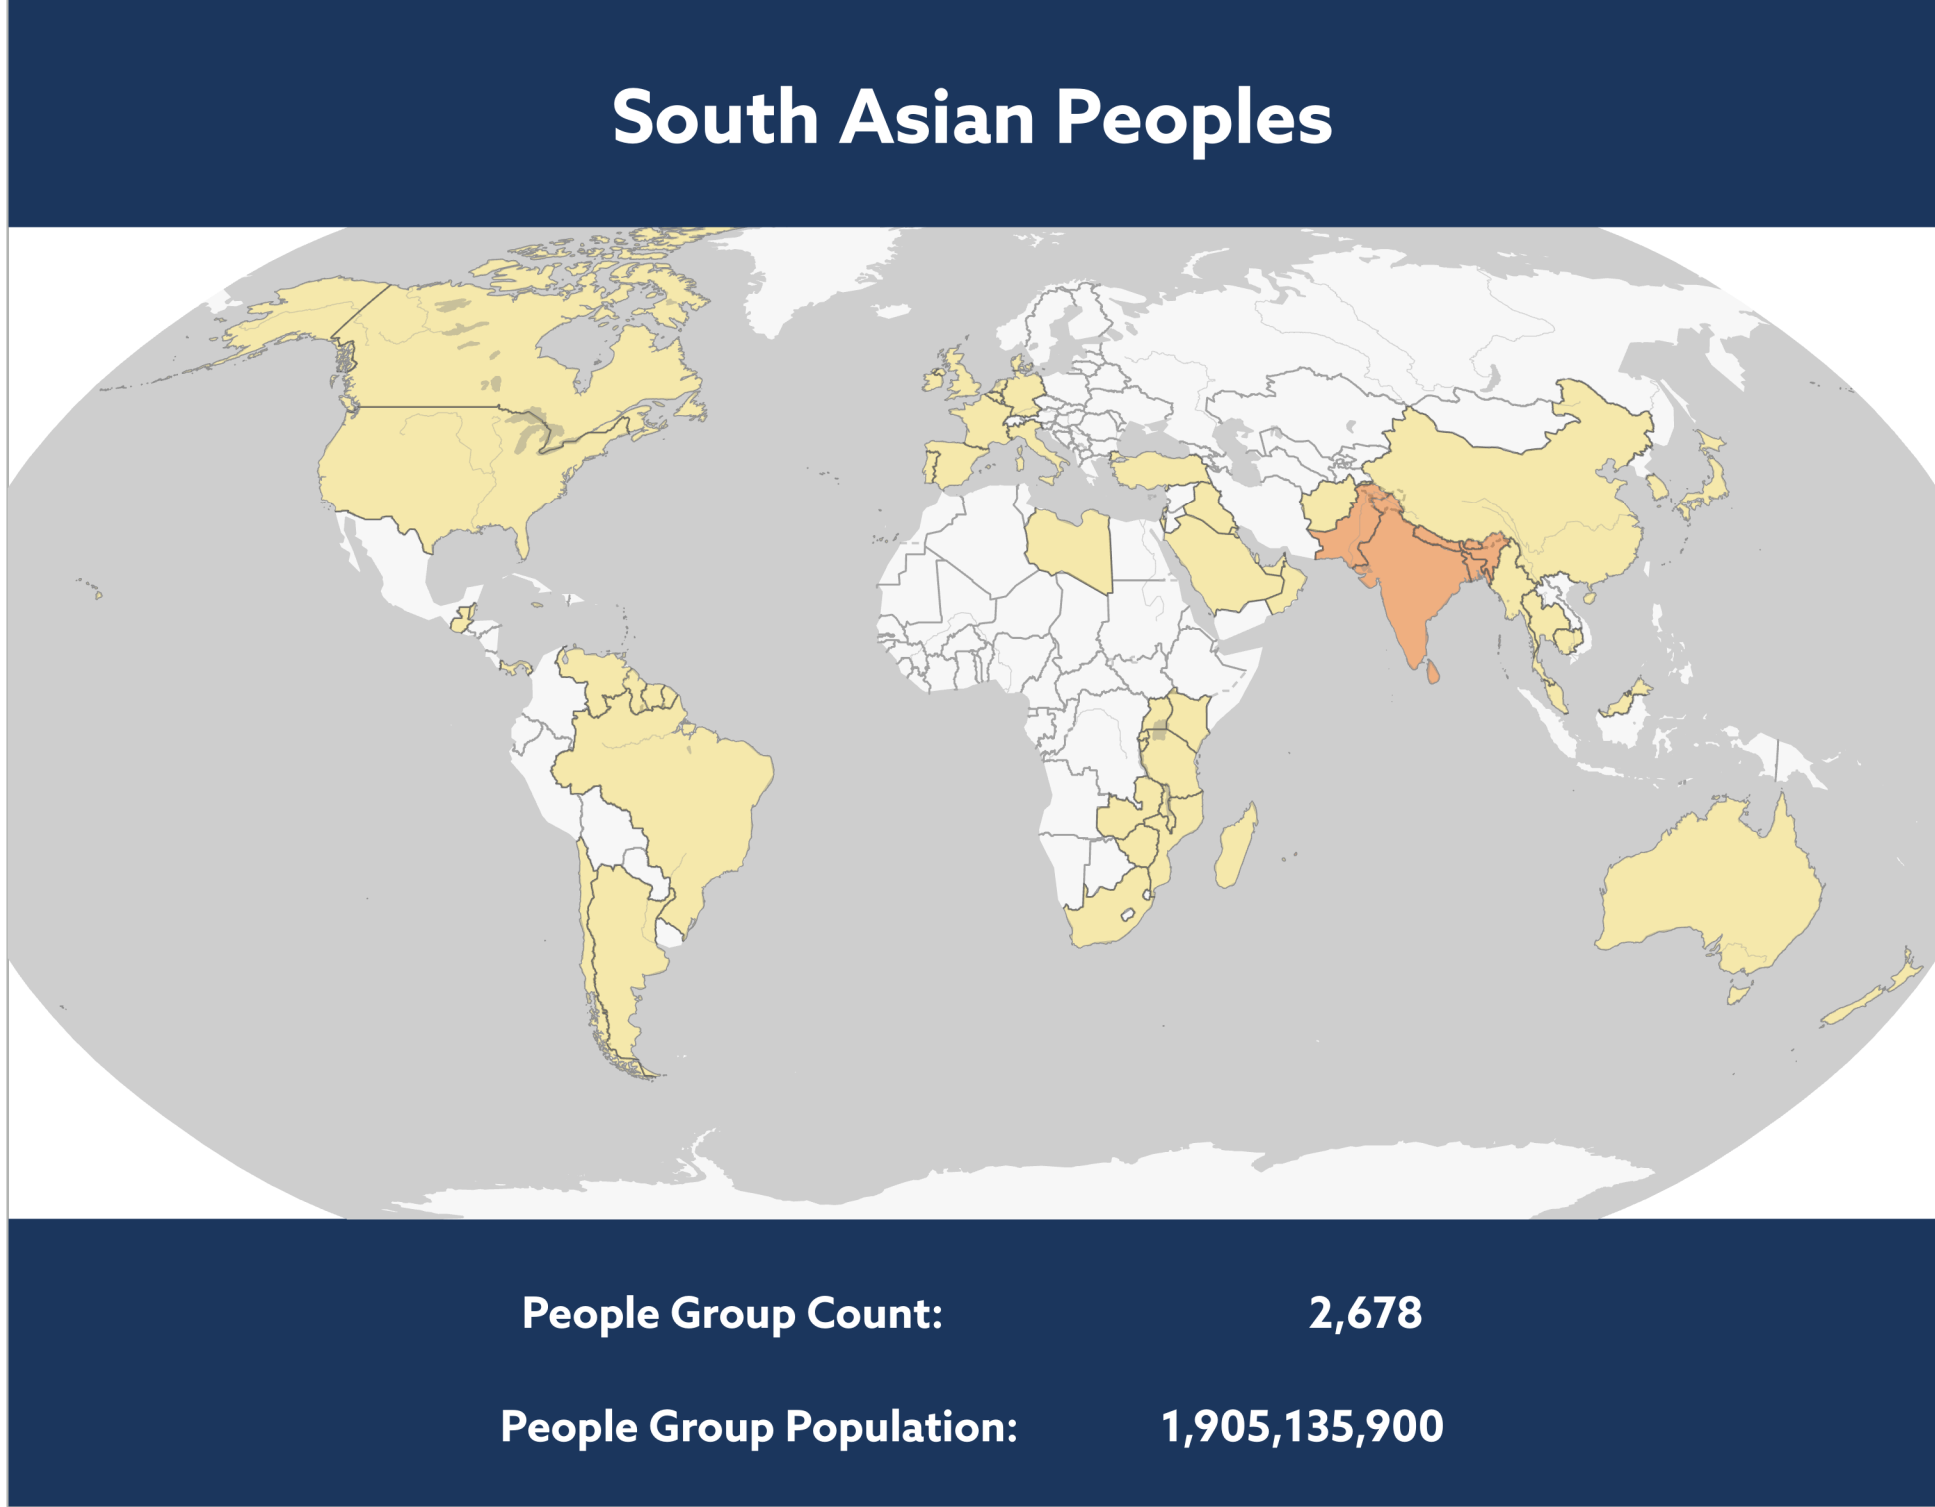 South Asian Peoples
People Group Count: 2,678
People Group Population: 1,905,135,900